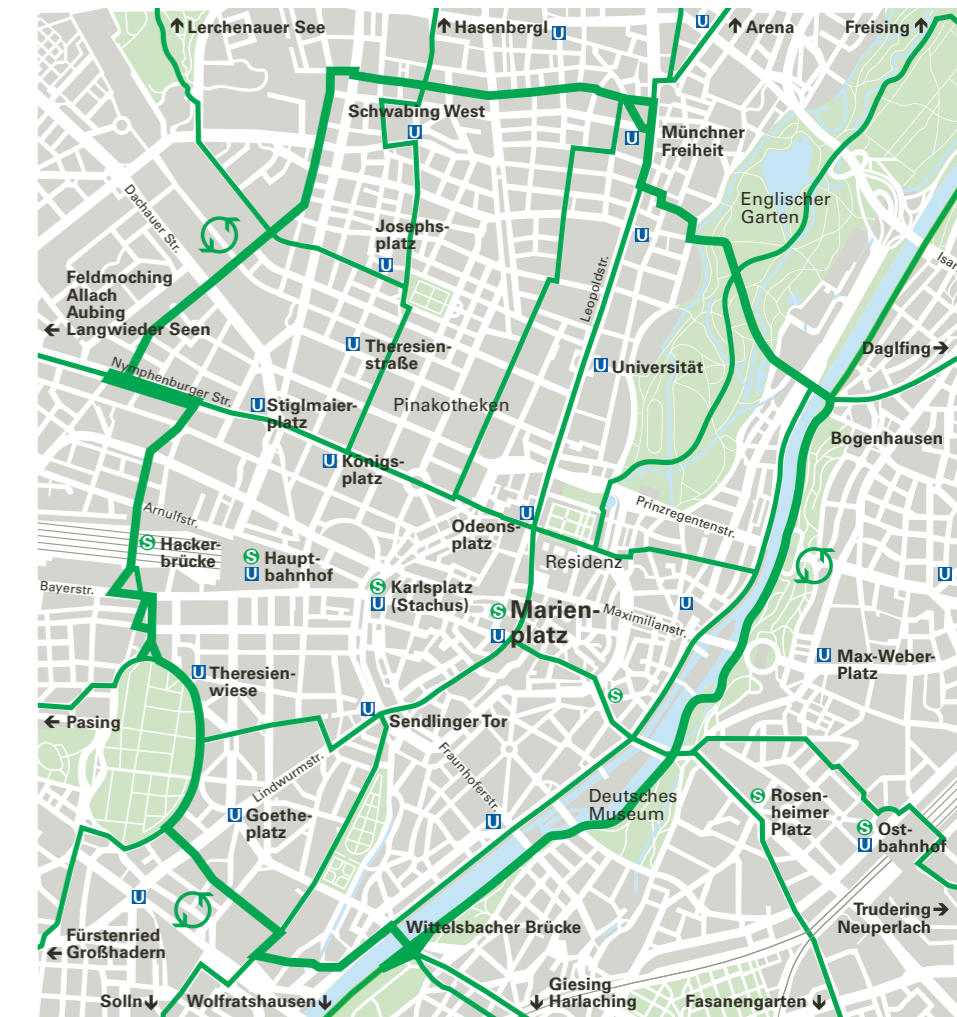 ↑ Lerchenauer See
↑ Hasenbergl U
U
↑ Arena
Freising ↑
Schwabing West
U
U
Münchner
Freiheit
Englischer
Garten
Dachauer Str.
Josephs-
platz
U
U
Leopoldstr.
Feldmoching
Allach
Aubing
← Langwieder Seen
Nymphenburger Str.
U Theresien-
straße
U Universität
Daglfing →
U Stiglmaier-
platz
Pinakotheken
Bogenhausen
U Königs-
platz
Prinzregentenstr.
Arnulfstr.
Odeons-
platz
U
S Hacker-
brücke
S Haupt-
U bahnhof
Residenz
Bayerstr.
S Karlsplatz
U (Stachus)
S Marien-
U platz
Maximilianstr.
U
U
U Max-Weber-
Platz
U Theresien-
wiese
S
← Pasing
U
Sendlinger Tor
Lindwurmstr.
Fraunhoferstr.
U
U Goethe-
platz
Deutsches
Museum
S Rosen-
heimer
Platz
S Ost-
U bahnhof
U
Trudering →
Neuperlach
Fürstenried
← Großhadern
Wittelsbacher Brücke
Solln ↓
Wolfratshausen ↓
Giesing
↓ Harlaching
Fasanengarten ↓